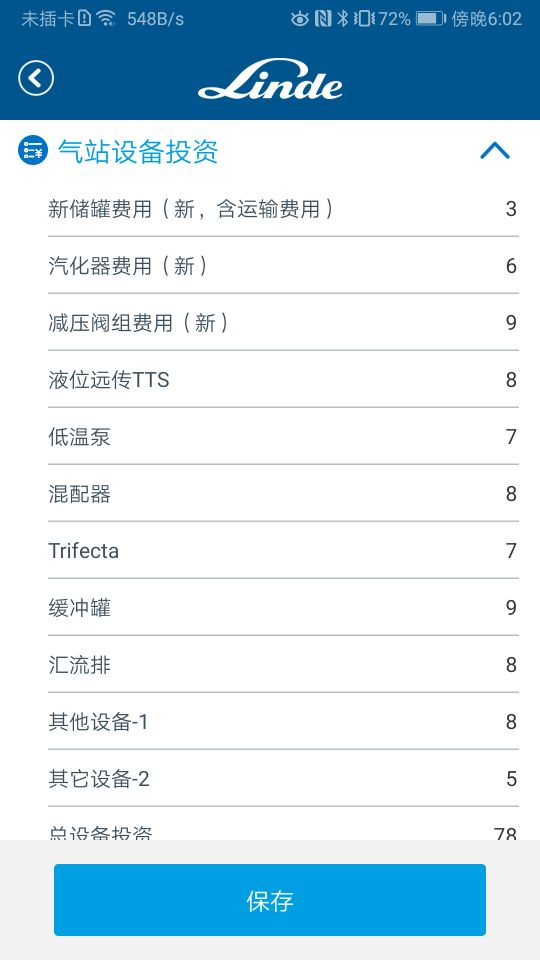 未插卡 548B/s 72% 傍晚6:02
Linde
气站设备投资
新储罐费用（新，含运输费用） 3
汽化器费用（新） 6
减压阀组费用（新） 9
液位远传TTS 8
低温泵 7
混配器 8
Trifecta 7
缓冲罐 9
汇流排 8
其他设备-1 8
其它设备-2 5
总设备投资 78
保存